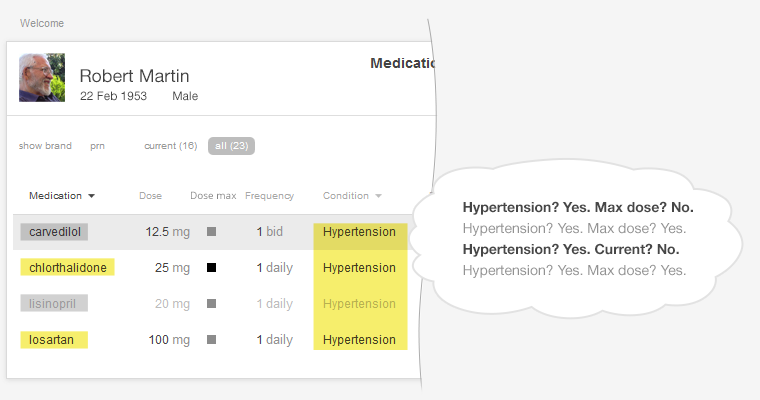 Welcome
Robert Martin
Medicatio
22 Feb 1953 Male
show brand prn current (16) all (23)
Medication Dose Dose max Frequency Condition
carvedilol 12.5 mg 1 bid Hypertension
chlorthalidone 25 mg 1 daily Hypertension
lisinopril 20 mg 1 daily Hypertension
losartan 100 mg 1 daily Hypertension
Hypertension? Yes. Max dose? No.
Hypertension? Yes. Max dose? Yes.
Hypertension? Yes. Current? No.
Hypertension? Yes. Max dose? Yes.